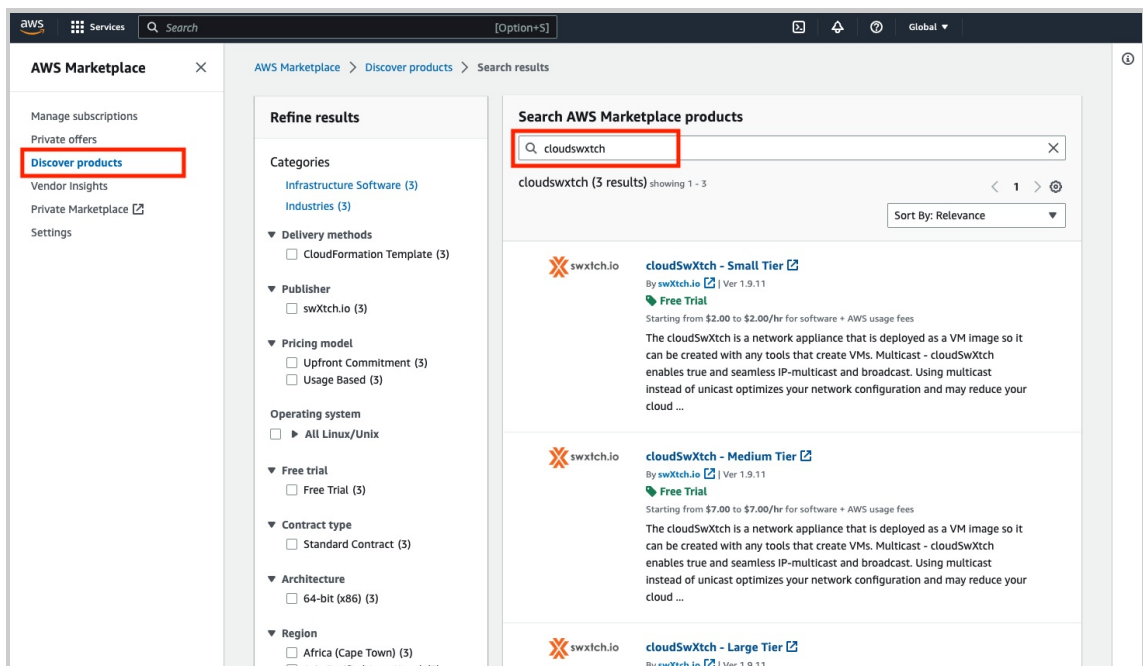 aws
Services
Search [Option+S]
Global
AWS Marketplace
Manage subscriptions
Private offers
Discover products
Vendor Insights
Private Marketplace
Settings
AWS Marketplace > Discover products > Search results
Refine results
Categories
Infrastructure Software (3)
Industries (3)
Delivery methods
CloudFormation Template (3)
Publisher
swXtch.io (3)
Pricing model
Upfront Commitment (3)
Usage Based (3)
Operating system
All Linux/Unix
Free trial
Free Trial (3)
Contract type
Standard Contract (3)
Architecture
64-bit (x86) (3)
Region
Africa (Cape Town) (3)
Search AWS Marketplace products
cloudswxtch
cloudswxtch (3 results) showing 1 - 3
< 1 >
Sort By: Relevance
swxtch.io
cloudSwXtch - Small Tier
By swXtch.io | Ver 1.9.11
Free Trial
Starting from $2.00 to $2.00/hr for software + AWS usage fees
The cloudSwXtch is a network appliance that is deployed as a VM image so it
can be created with any tools that create VMs. Multicast - cloudSwXtch
enables true and seamless IP-multicast and broadcast. Using multicast
instead of unicast optimizes your network configuration and may reduce your
cloud ...
swxtch.io
cloudSwXtch - Medium Tier
By swXtch.io | Ver 1.9.11
Free Trial
Starting from $7.00 to $7.00/hr for software + AWS usage fees
The cloudSwXtch is a network appliance that is deployed as a VM image so it
can be created with any tools that create VMs. Multicast - cloudSwXtch
enables true and seamless IP-multicast and broadcast. Using multicast
instead of unicast optimizes your network configuration and may reduce your
cloud ...
swxtch.io
cloudSwXtch - Large Tier
By swXtch.io | Ver 1.9.11